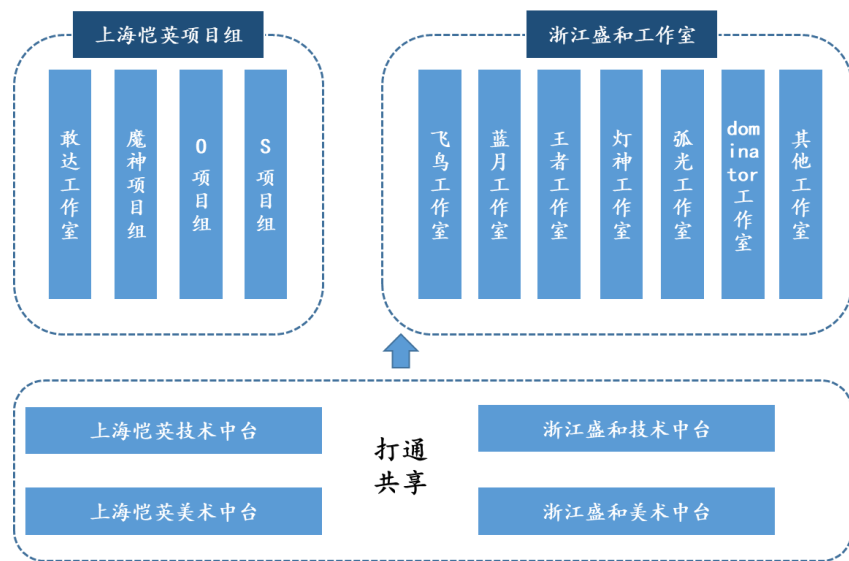 上海恺英项目组
浙江盛和工作室
敢达工作室
魔神项目组
O项目组
S项目组
飞鸟工作室
蓝月工作室
王者工作室
灯神工作室
弧光工作室
dominator工作室
其他工作室
上海恺英技术中台
打通
共享
浙江盛和技术中台
上海恺英美术中台
浙江盛和美术中台